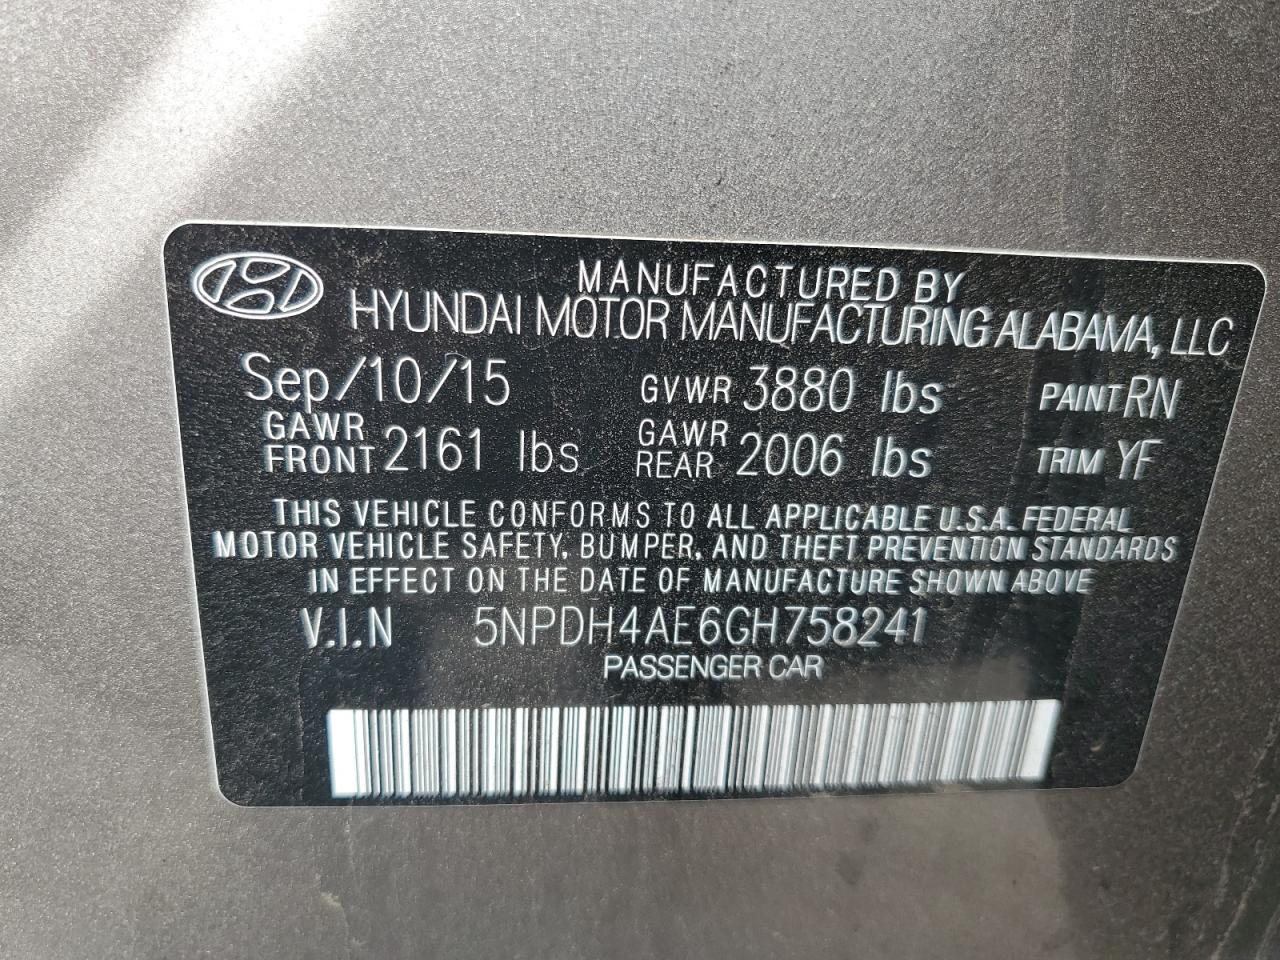 MANUFACTURED BY
HYUNDAI MOTOR MANUFACTURING ALABAMA, LLC
Sep/10/15 GVWR 3880 lbs PAINT RN
GAWR FRONT 2161 lbs GAWR REAR 2006 lbs TRIM YF
THIS VEHICLE CONFORMS TO ALL APPLICABLE U.S.A. FEDERAL
MOTOR VEHICLE SAFETY, BUMPER, AND THEFT PREVENTION STANDARDS
IN EFFECT ON THE DATE OF MANUFACTURE SHOWN ABOVE
V.I.N 5NPDH4AE6GH758241
PASSENGER CAR